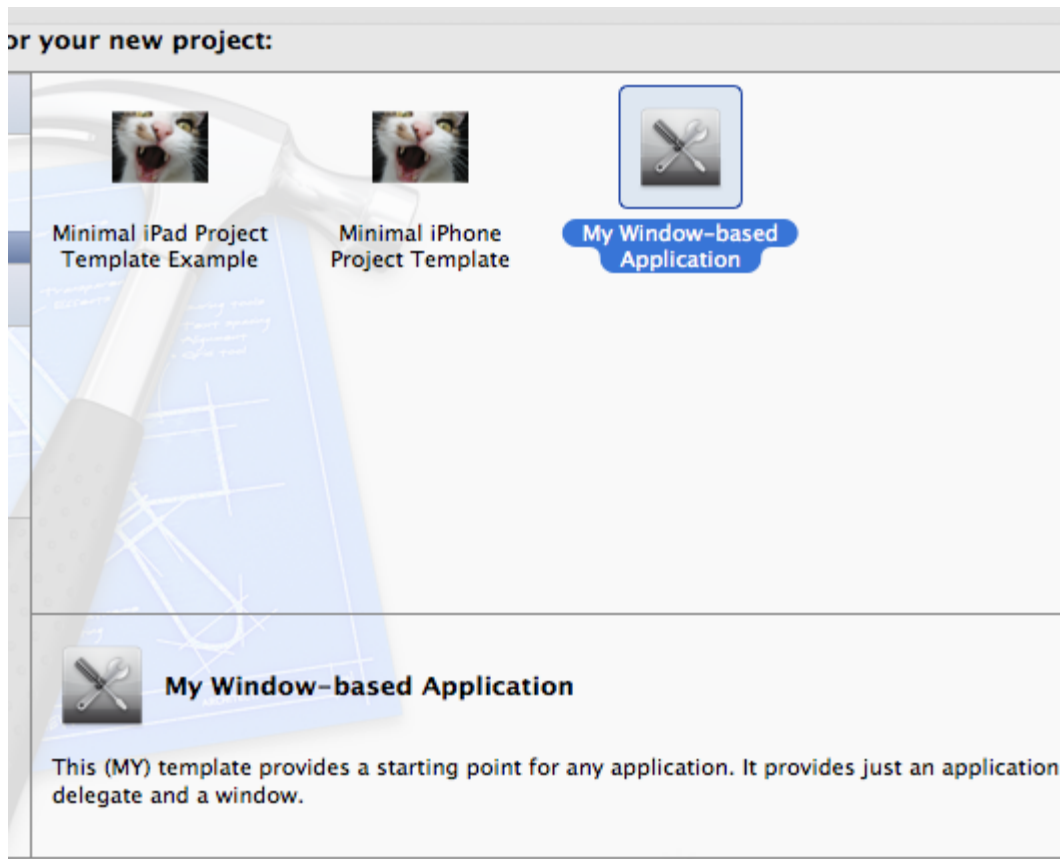 or your new project:
Minimal iPad Project
Template Example
Minimal iPhone
Project Template
My Window-based
Application
My Window-based Application
This (MY) template provides a starting point for any application. It provides just an application
delegate and a window.